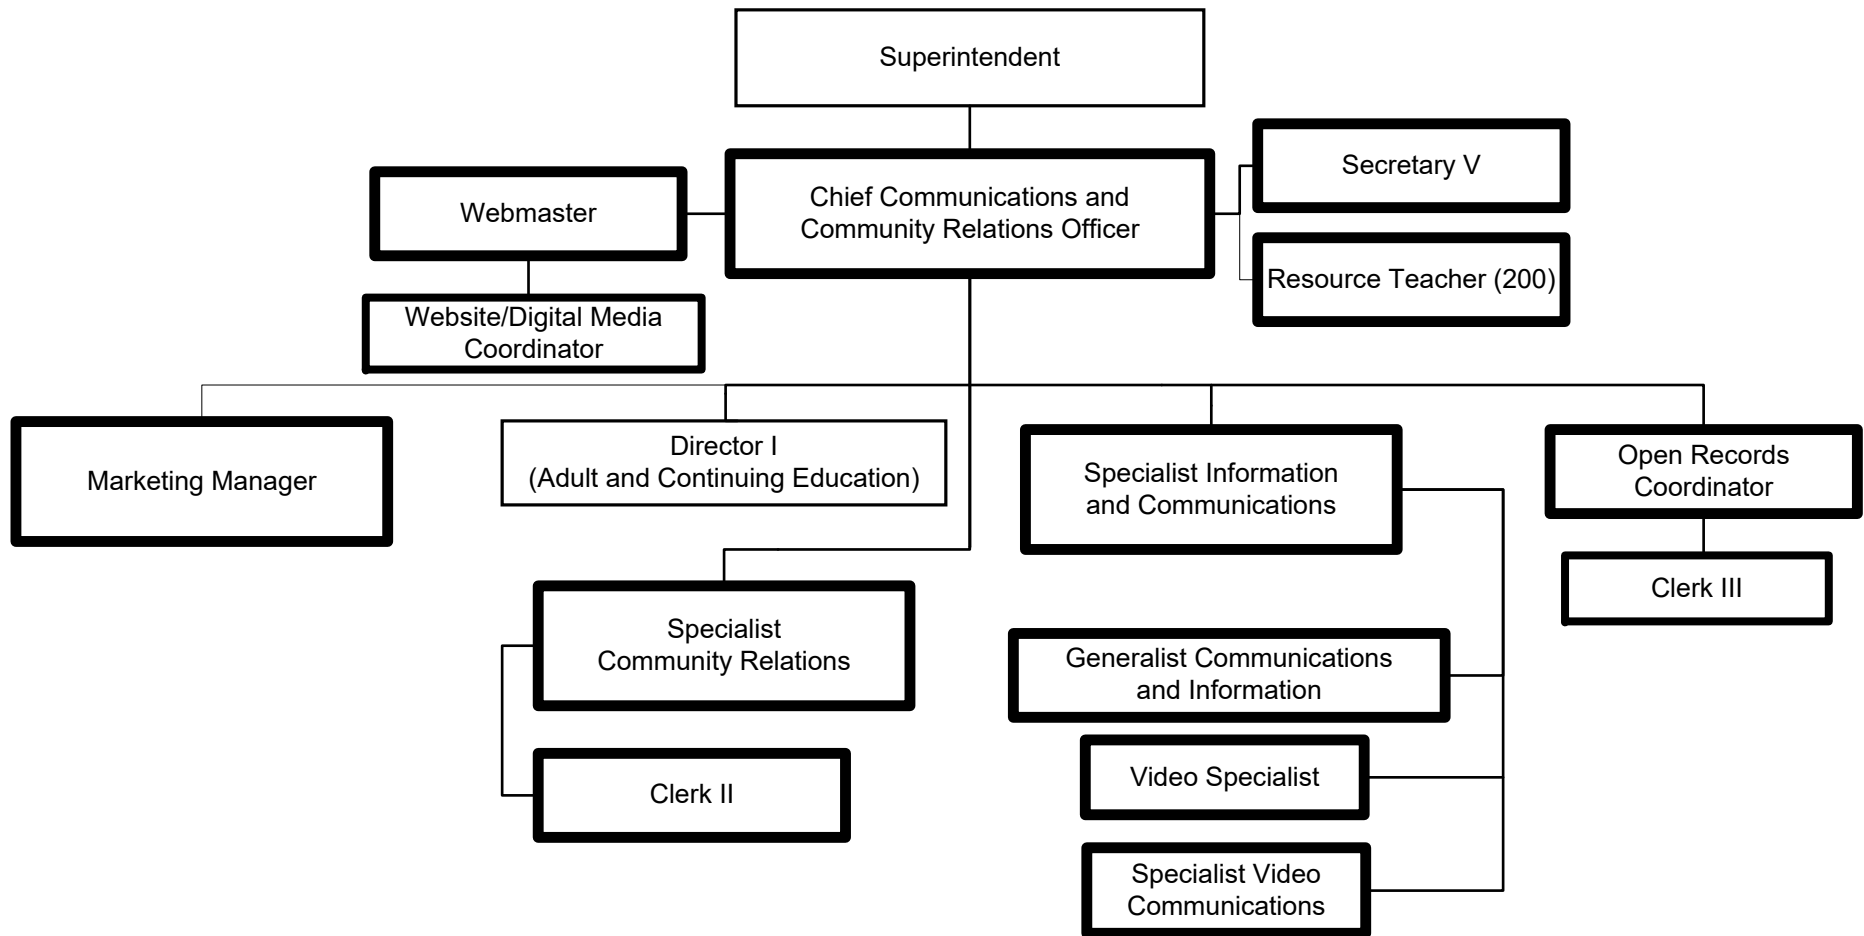 Superintendent
Secretary V
Webmaster
Chief Communications and
Community Relations Officer
Resource Teacher (200)
Website/Digital Media
Coordinator
Marketing Manager
Director I
(Adult and Continuing Education)
Specialist Information
and Communications
Open Records
Coordinator
Clerk III
Specialist
Community Relations
Generalist Communications
and Information
Clerk II
Video Specialist
Specialist Video
Communications